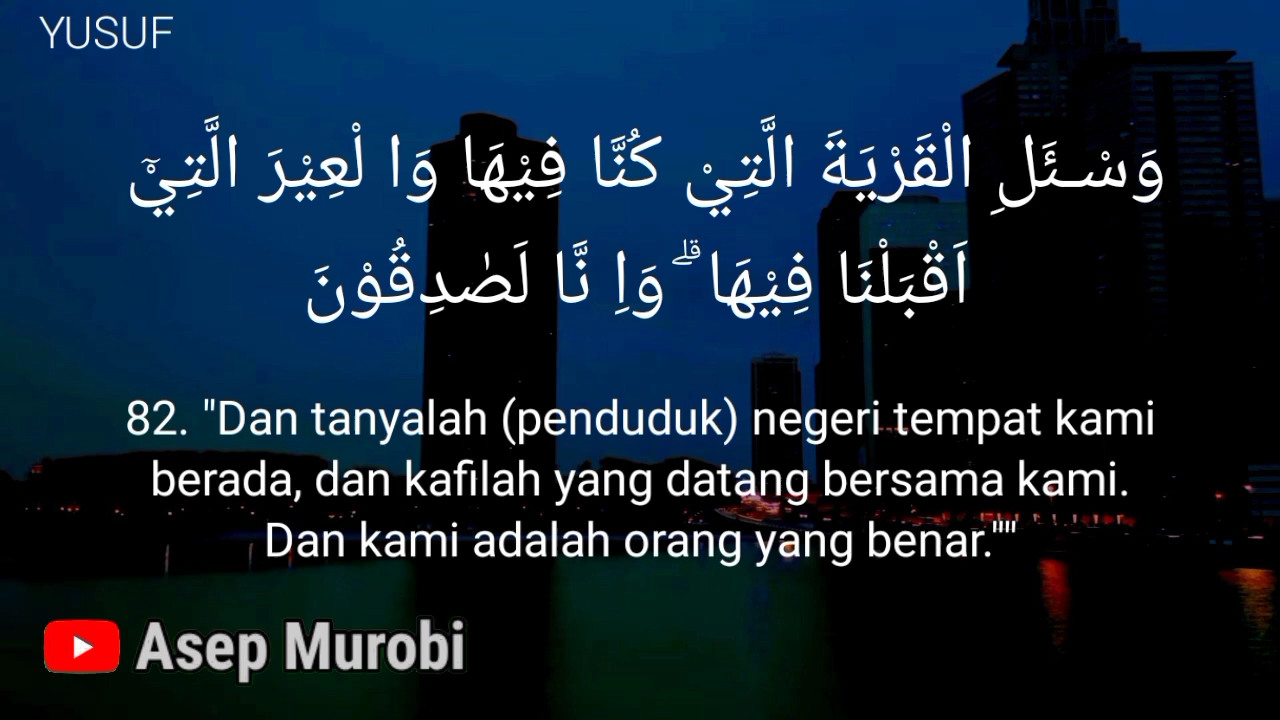 YUSUF
وَسْـئَلِ الْقَرْيَةَ الَّتِيْ كُنَّا فِيْهَا وَا لْعِيْرَ الَّتِيْۤ
اَقْبَلْنَا فِيْهَا ۗ وَاِ نَّا لَصٰدِقُوْنَ
82. "Dan tanyalah (penduduk) negeri tempat kami
berada, dan kafilah yang datang bersama kami.
Dan kami adalah orang yang benar.""
Asep Murobi